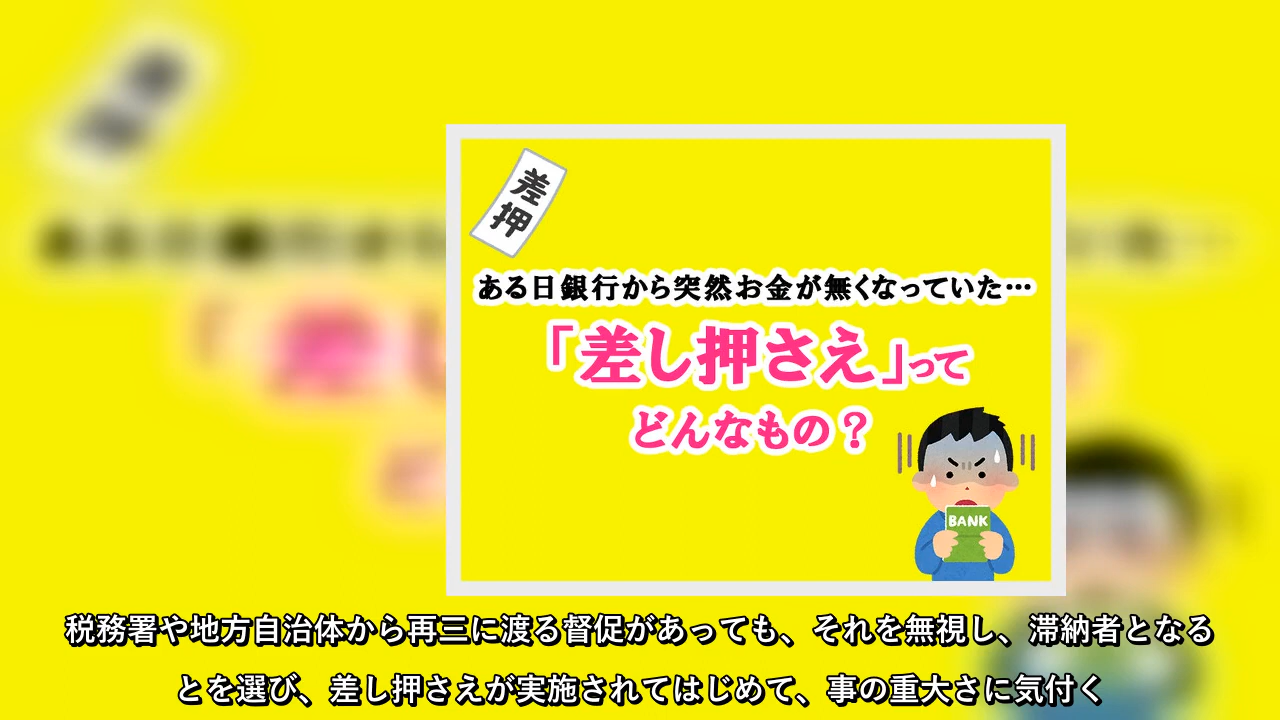 差押
ある日銀行から突然お金が無くなっていた…
「差し押さえ」って
どんなもの？
BANK
税務署や地方自治体から再三に渡る督促があっても、それを無視し、滞納者となる
とを選び、差し押さえが実施されてはじめて、事の重大さに気付く